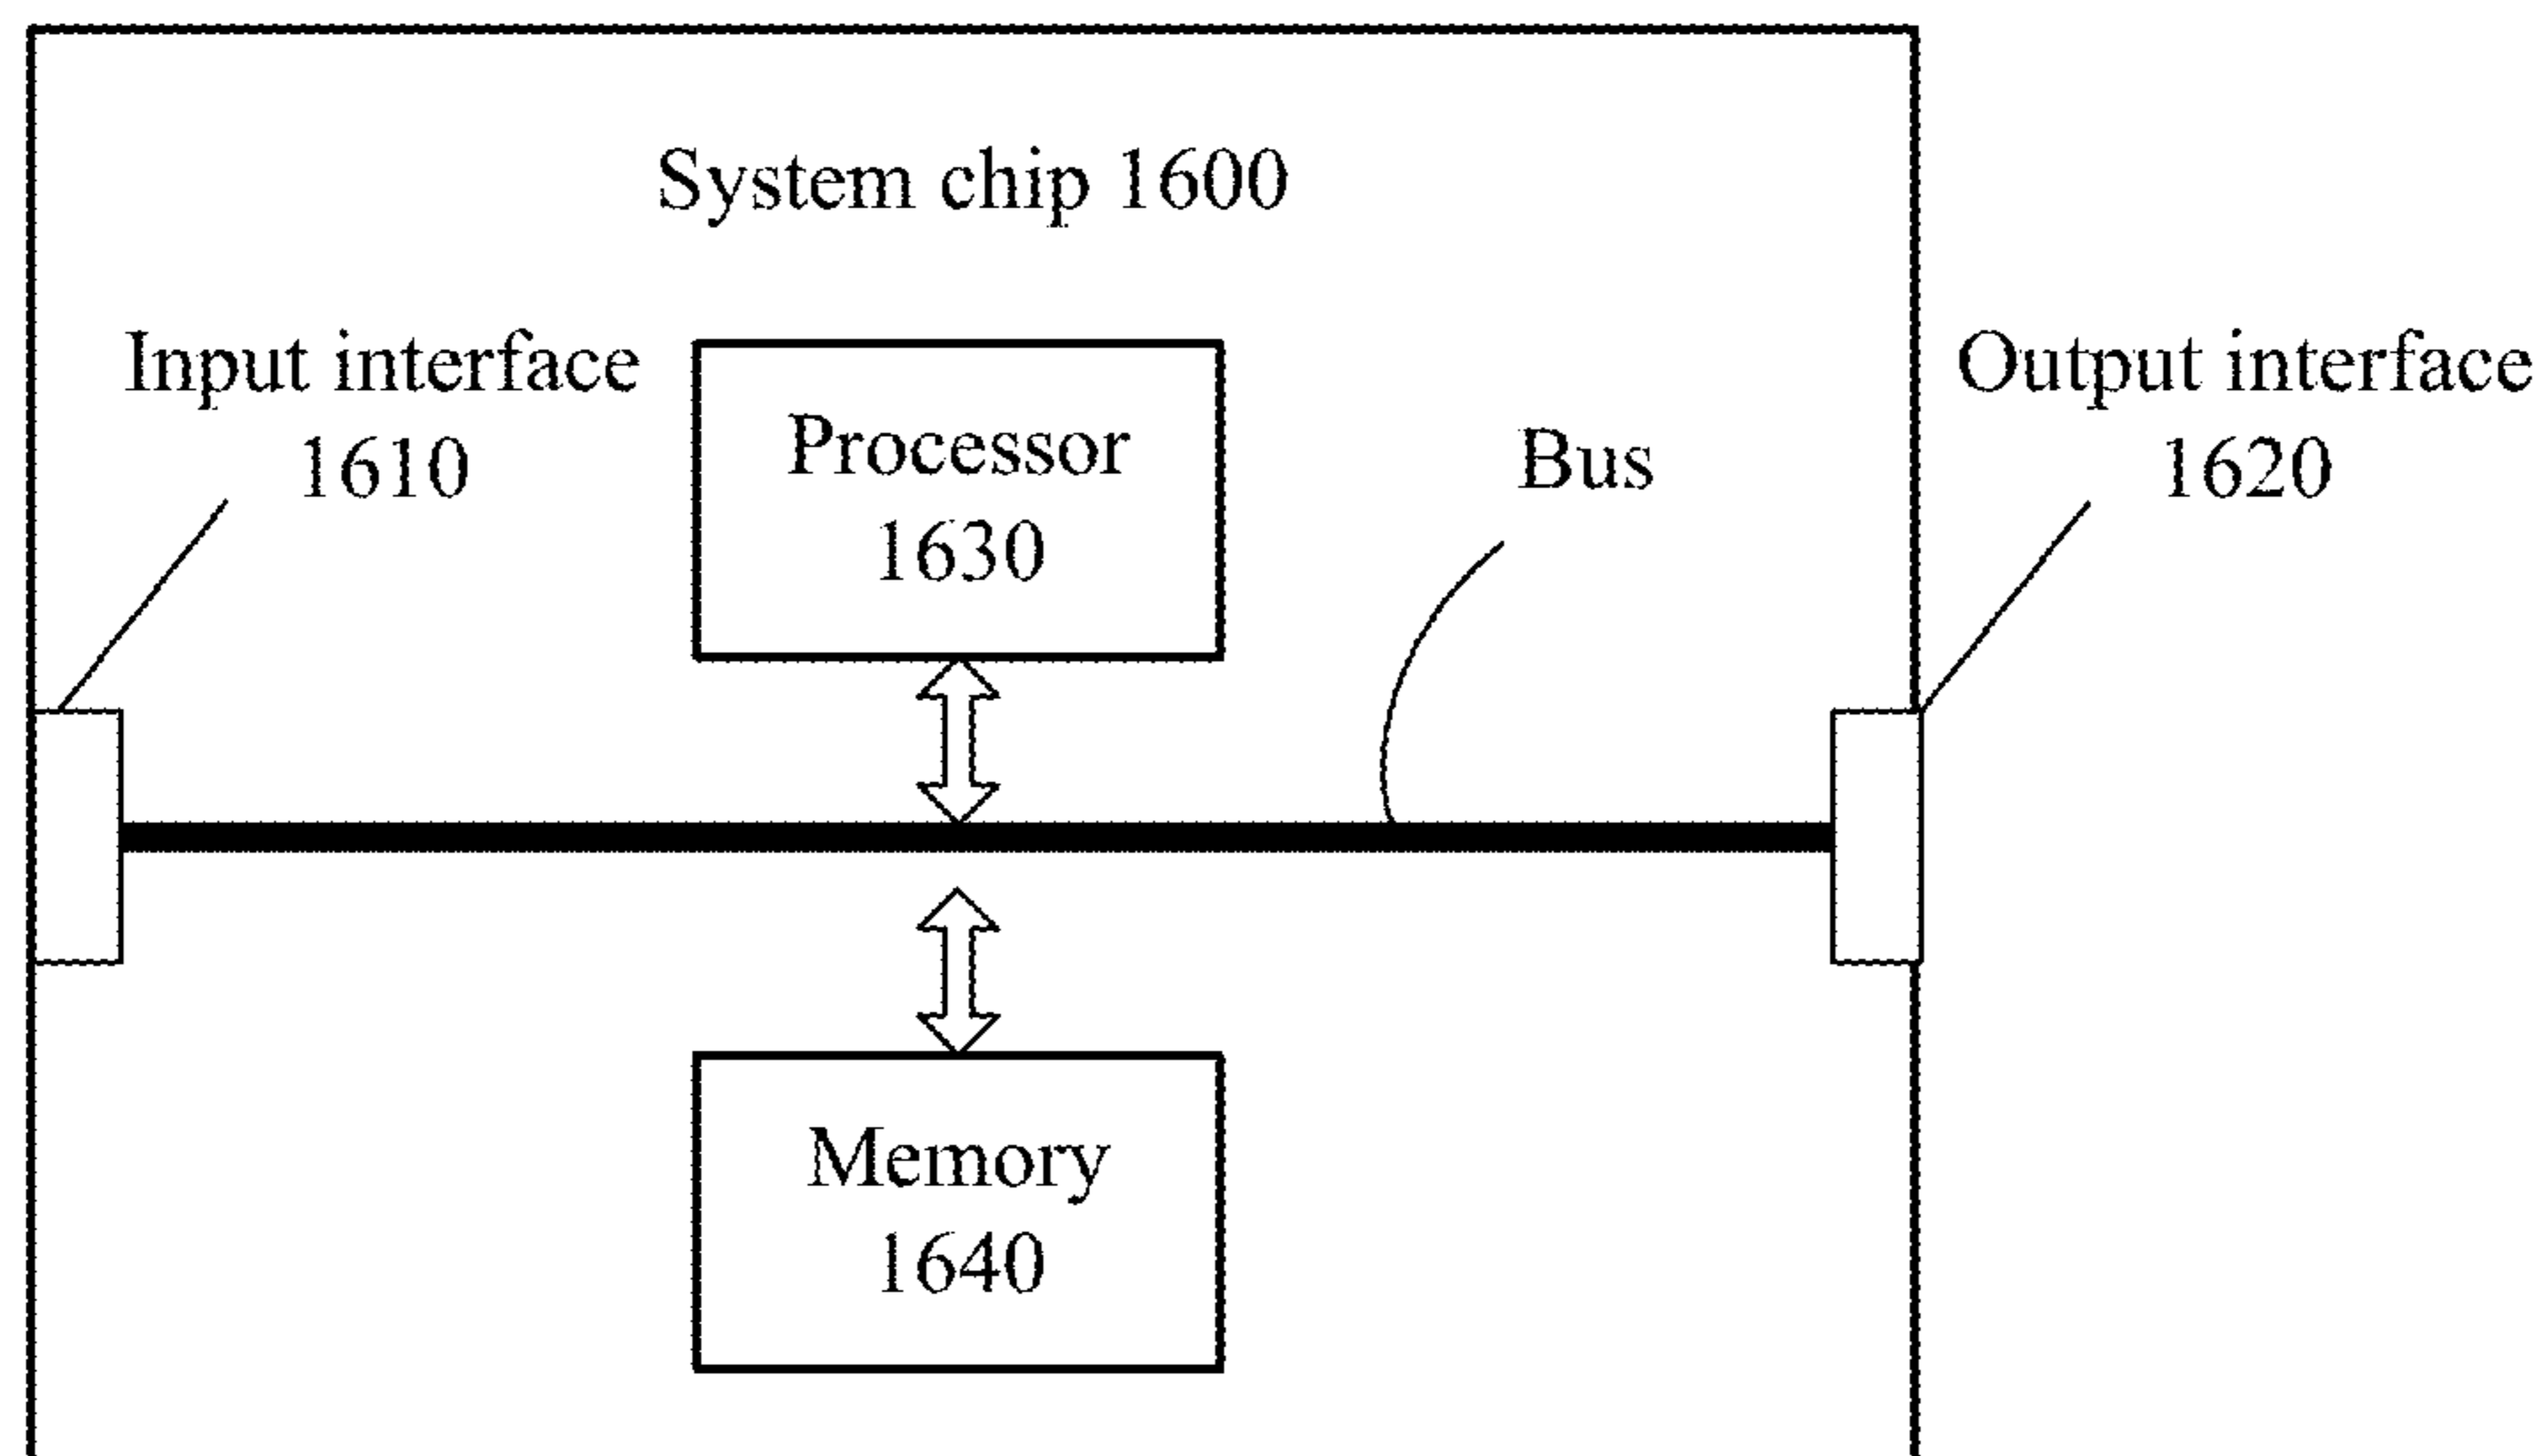 System chip 1600
Input interface
1610
Processor
1630
Bus
Output interface
1620
Memory
1640